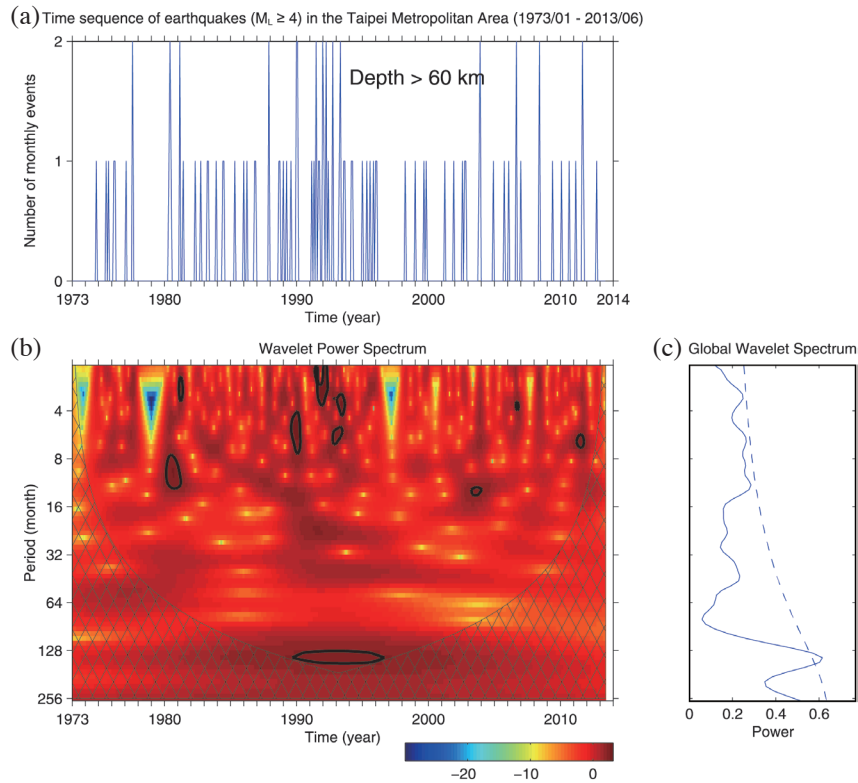 (a) Time sequence of earthquakes (ML ≥ 4) in the Taipei Metropolitan Area (1973/01 - 2013/06)
Depth > 60 km
Number of monthly events
2
1
0
1973 1980 1990 2000 2010 2014
Time (year)
(b) Wavelet Power Spectrum
Period (month)
4
8
16
32
64
128
256
1973 1980 1990 2000 2010
Time (year)
−20 −10 0
(c) Global Wavelet Spectrum
0 0.2 0.4 0.6
Power